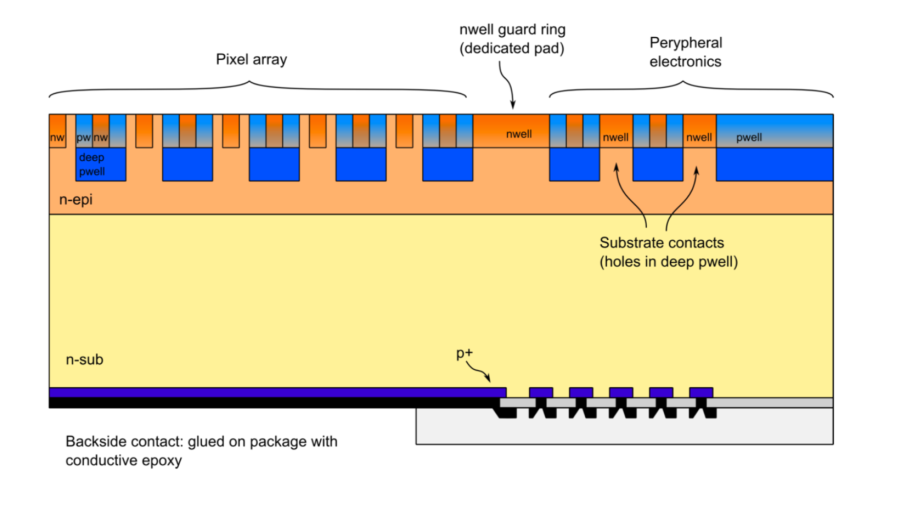 nwell guard ring
(dedicated pad)
Pixel array
Perypheral
electronics
nw
pw
nw
nwell
nwell
nwell
pwell
deep
pwell
n-epi
Substrate contacts
(holes in deep pwell)
n-sub
p+
Backside contact: glued on package with
conductive epoxy